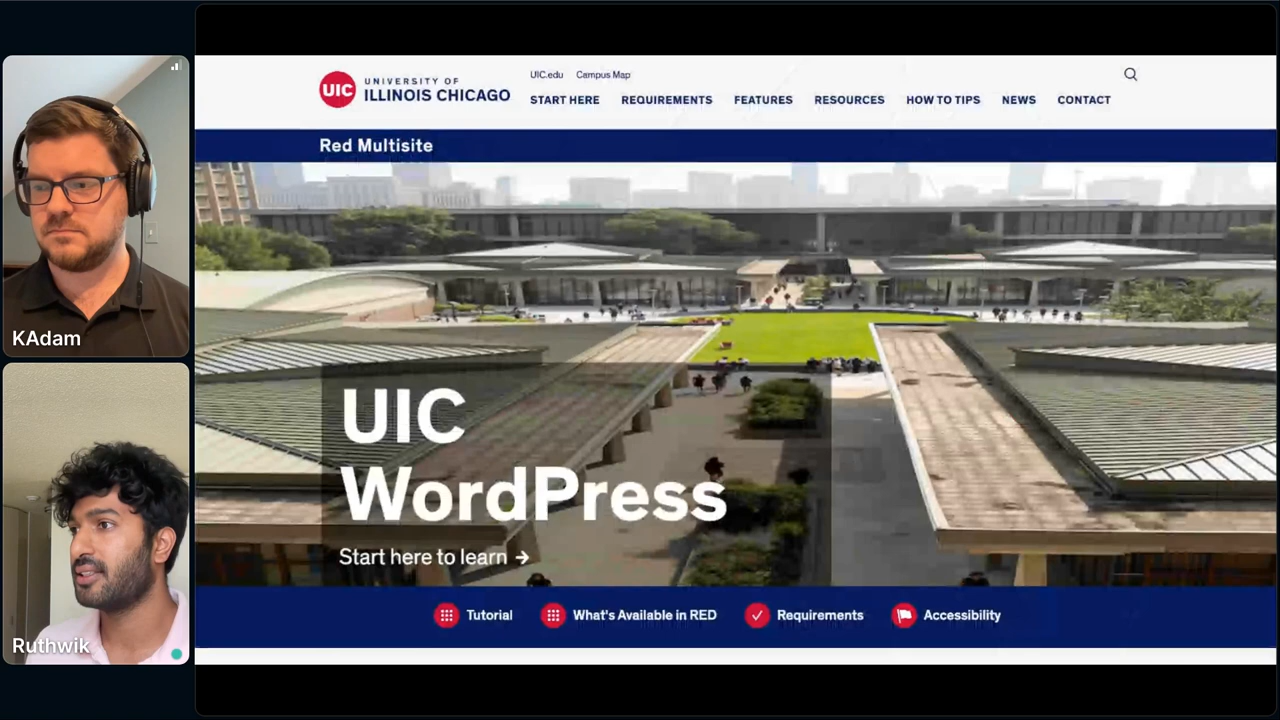 KAdam
Ruthwik
UIC
UNIVERSITY OF
ILLINOIS CHICAGO
UIC.edu Campus Map
START HERE REQUIREMENTS FEATURES RESOURCES HOW TO TIPS NEWS CONTACT
Red Multisite
UIC
WordPress
Start here to learn →
Tutorial What's Available in RED Requirements Accessibility